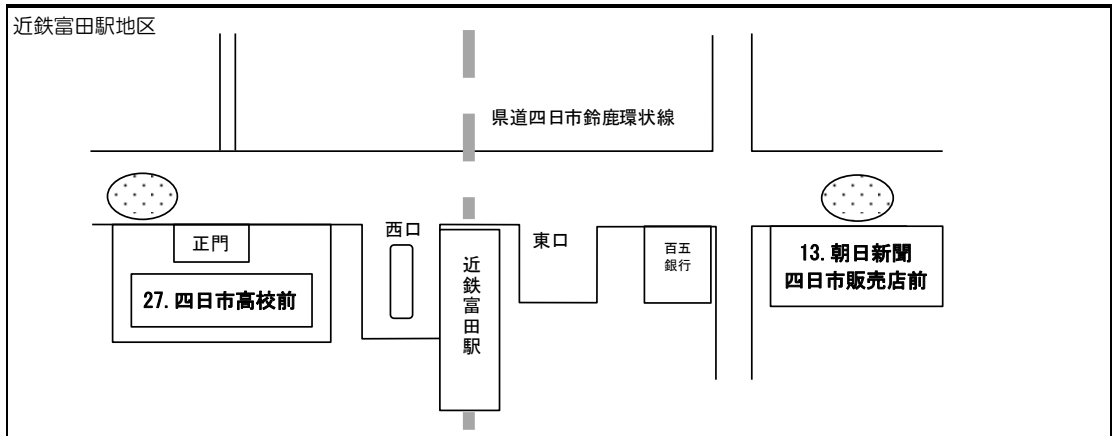 近鉄富田駅地区
県道四日市鈴鹿環状線
正門
27. 四日市高校前
西口
近鉄富田駅
東口
百五
銀行
13. 朝日新聞
四日市販売店前